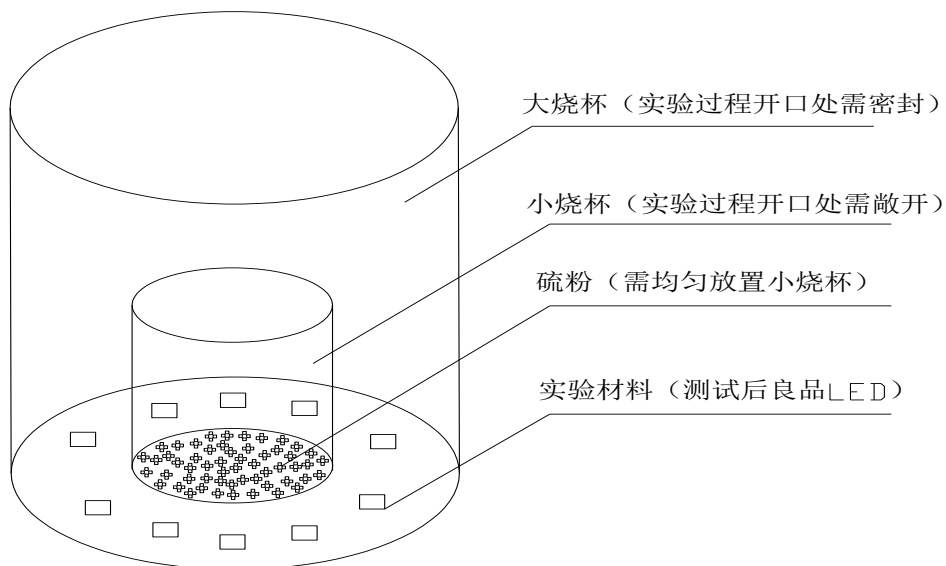 大烧杯（实验过程开口处需密封）
小烧杯（实验过程开口处需敞开）
硫粉（需均匀放置小烧杯）
实验材料（测试后良品LED）